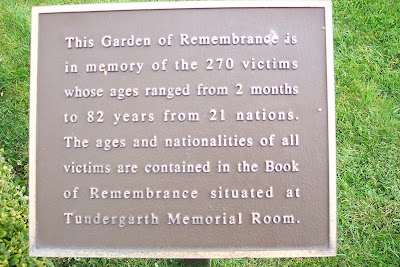 This Garden of Remembrance is
in memory of the 270 victims
whose ages ranged from 2 months
to 82 years from 21 nations.
The ages and nationalities of all
victims are contained in the Book
of Remembrance situated at
Tundergarth Memorial Room.